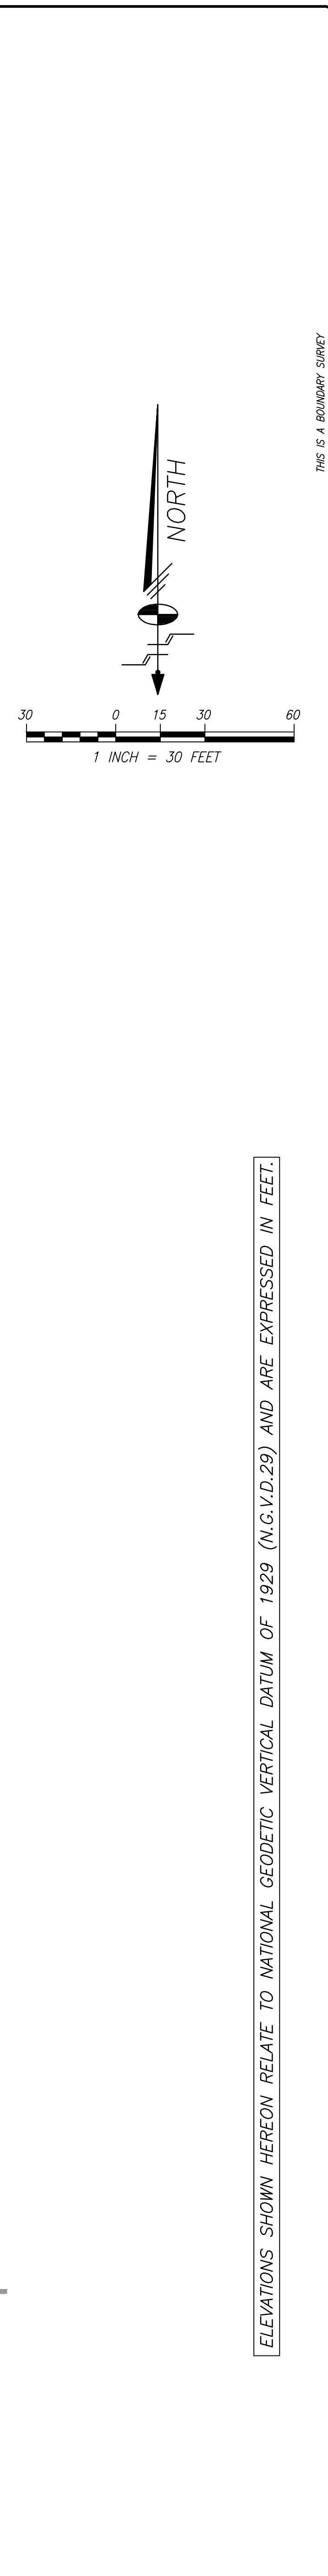 THIS IS A BOUNDARY SURVEY
NORTH
30 0 15 30 60
1 INCH = 30 FEET
ELEVATIONS SHOWN HEREON RELATE TO NATIONAL GEODETIC VERTICAL DATUM OF 1929 (N.G.V.D.29) AND ARE EXPRESSED IN FEET.